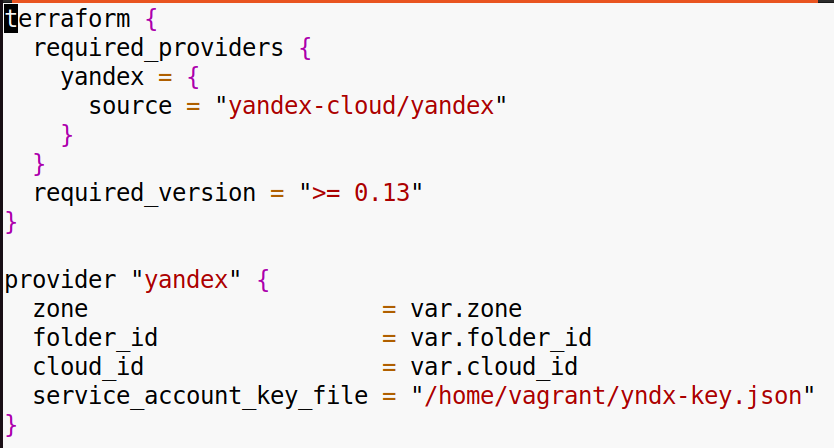 terraform {
  required_providers {
    yandex = {
      source = "yandex-cloud/yandex"
    }
  }
  required_version = ">= 0.13"
}

provider "yandex" {
  zone                     = var.zone
  folder_id                = var.folder_id
  cloud_id                 = var.cloud_id
  service_account_key_file = "/home/vagrant/yndx-key.json"
}